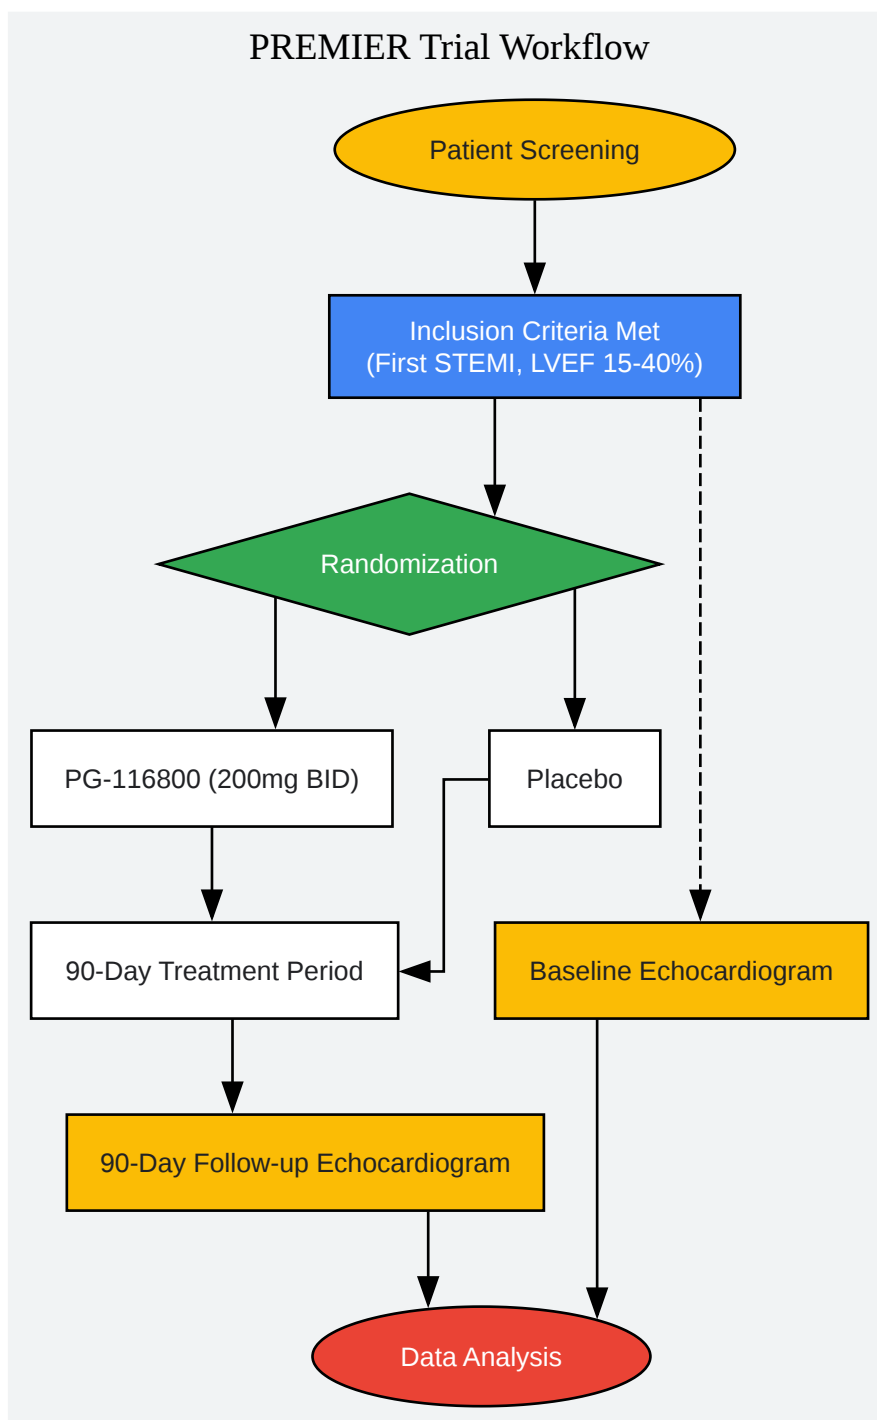 PREMIER Trial Workflow
Patient Screening
Inclusion Criteria Met
(First STEMI, LVEF 15-40%)
Randomization
PG-116800 (200mg BID)
Placebo
90-Day Treatment Period
Baseline Echocardiogram
90-Day Follow-up Echocardiogram
Data Analysis